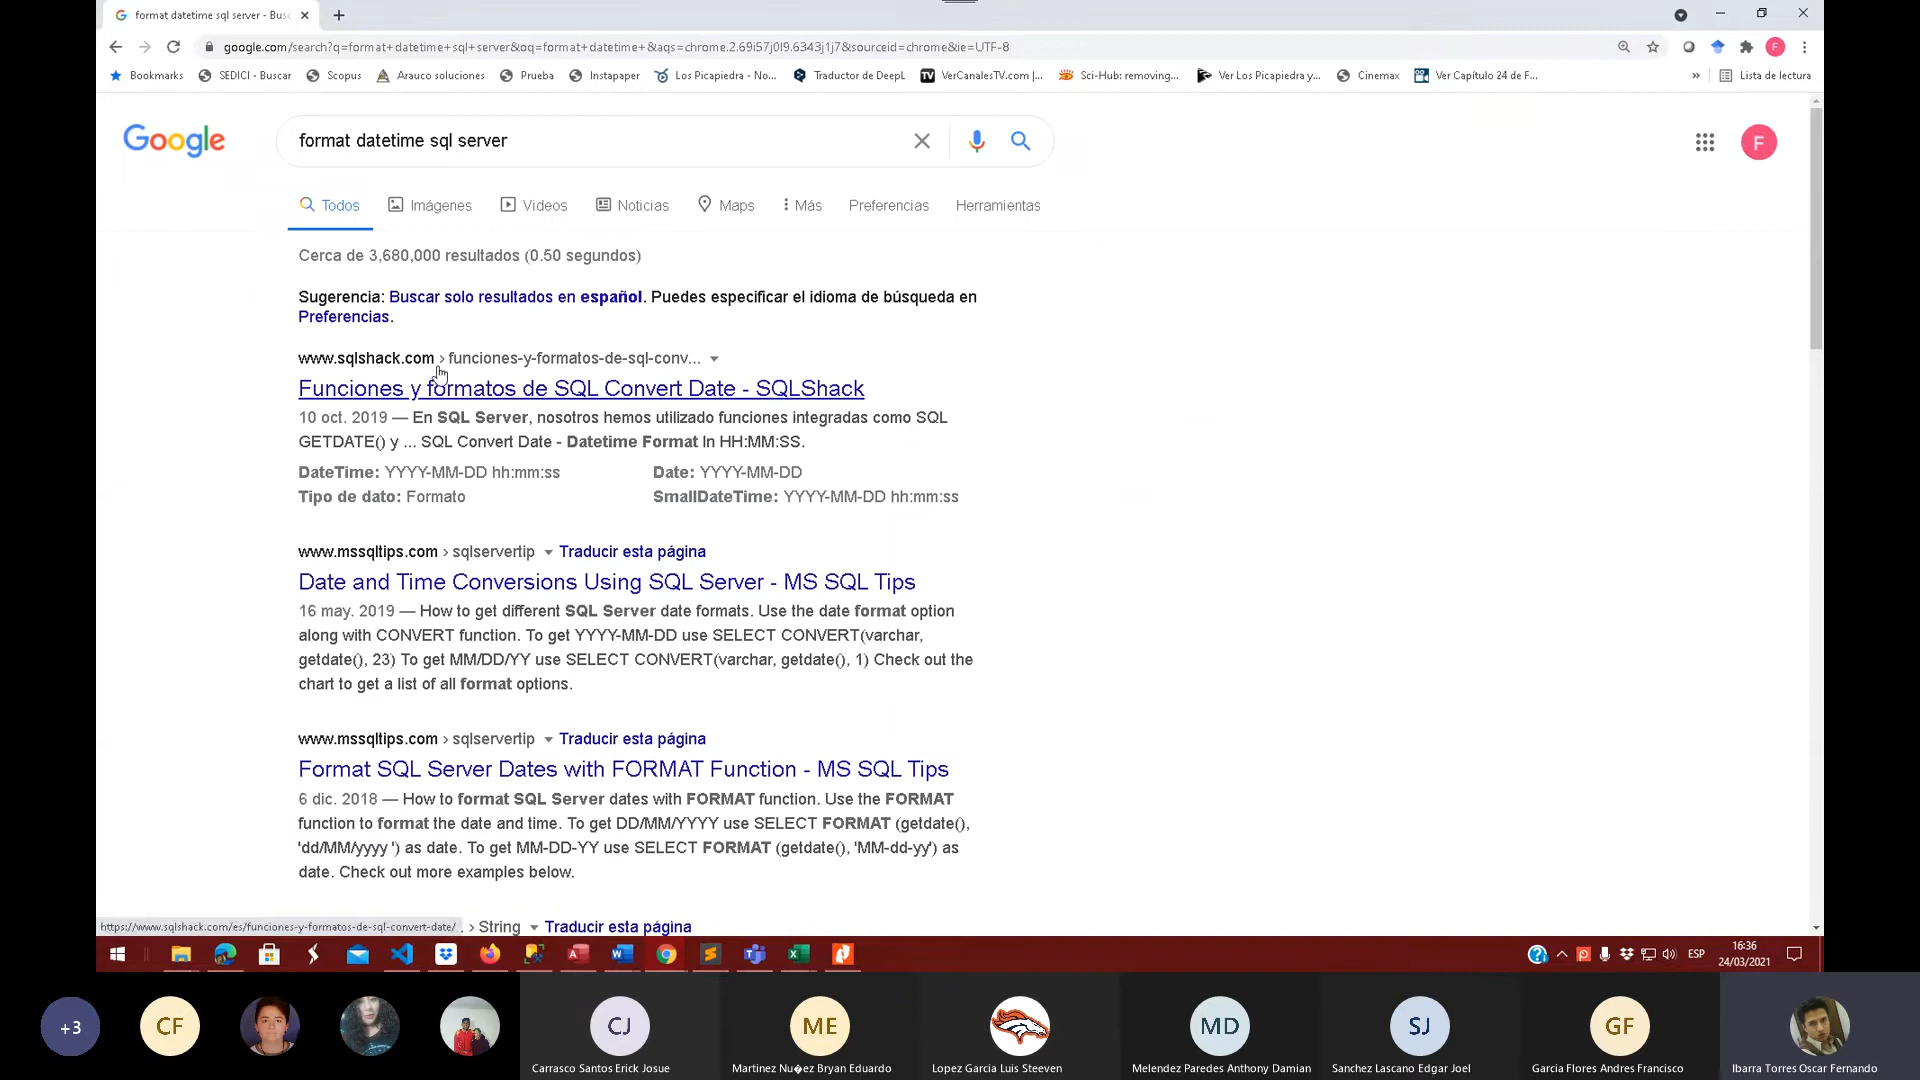 format datetime sql server - Bus
google.com/search?q=format+datetime+sql+server&oq=format+datetime+&aqs=chrome.2.69i57j0l9.6343j1j7&sourceid=chrome&ie=UTF-8
Bookmarks SEDICI - Buscar Scopus Arauco soluciones Prueba Instapaper Los Picapiedra - No... Traductor de DeepL VerCanalesTV.com |... Sci-Hub: removing... Ver Los Picapiedra y... Cinemax Ver Capítulo 24 de F... » Lista de lectura
Google
format datetime sql server
F
Todos Imágenes Videos Noticias Maps Más Preferencias Herramientas
Cerca de 3,680,000 resultados (0.50 segundos)
Sugerencia: Buscar solo resultados en español. Puedes especificar el idioma de búsqueda en
Preferencias.
www.sqlshack.com › funciones-y-formatos-de-sql-conv...
Funciones y formatos de SQL Convert Date - SQLShack
10 oct. 2019 — En SQL Server, nosotros hemos utilizado funciones integradas como SQL
GETDATE() y ... SQL Convert Date - Datetime Format In HH:MM:SS.
DateTime: YYYY-MM-DD hh:mm:ss Date: YYYY-MM-DD
Tipo de dato: Formato SmallDateTime: YYYY-MM-DD hh:mm:ss
www.mssqltips.com › sqlservertip Traducir esta página
Date and Time Conversions Using SQL Server - MS SQL Tips
16 may. 2019 — How to get different SQL Server date formats. Use the date format option
along with CONVERT function. To get YYYY-MM-DD use SELECT CONVERT(varchar,
getdate(), 23) To get MM/DD/YY use SELECT CONVERT(varchar, getdate(), 1) Check out the
chart to get a list of all format options.
www.mssqltips.com › sqlservertip Traducir esta página
Format SQL Server Dates with FORMAT Function - MS SQL Tips
6 dic. 2018 — How to format SQL Server dates with FORMAT function. Use the FORMAT
function to format the date and time. To get DD/MM/YYYY use SELECT FORMAT (getdate(),
'dd/MM/yyyy ') as date. To get MM-DD-YY use SELECT FORMAT (getdate(), 'MM-dd-yy') as
date. Check out more examples below.
https://www.sqlshack.com/es/funciones-y-formatos-de-sql-convert-date/ . › String Traducir esta página
ESP
16:36
24/03/2021
+3 CF CJ ME MD SJ GF
Carrasco Santos Erick Josue Martinez Nu�ez Bryan Eduardo Lopez Garcia Luis Steeven Melendez Paredes Anthony Damian Sanchez Lascano Edgar Joel Garcia Flores Andres Francisco Ibarra Torres Oscar Fernando